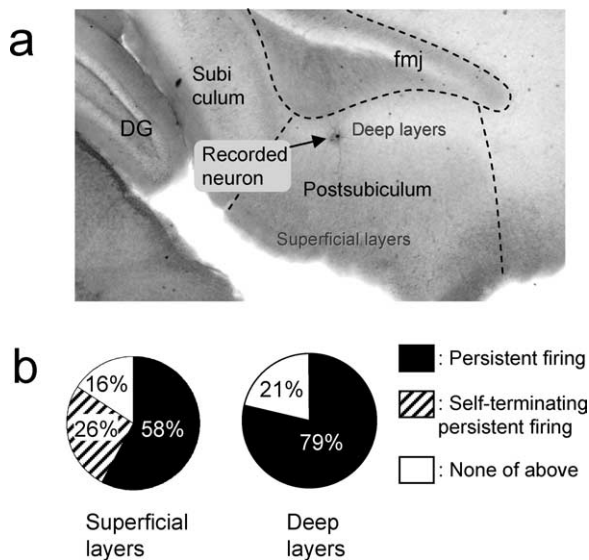 a
Subi
culum
fmj
DG
Recorded
neuron
Deep layers
Postsubiculum
Superficial layers
b
16%
26%
58%
21%
79%
: Persistent firing
: Self-terminating
persistent firing
: None of above
Superficial
layers
Deep
layers